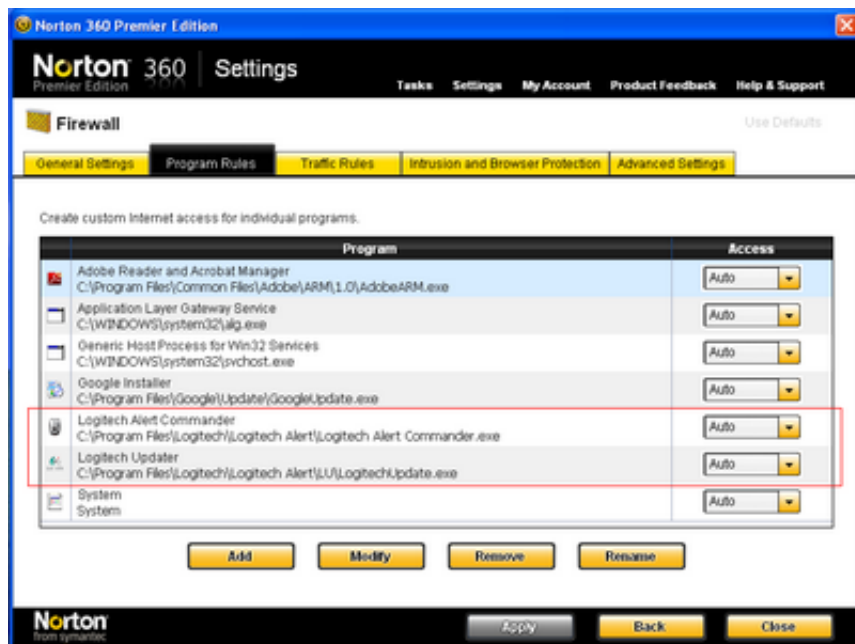 Norton 360 Premier Edition
Norton 360 Settings
Premier Edition
Tasks Settings My Account Product Feedback Help & Support
Firewall Use Defaults
General Settings Program Rules Traffic Rules Intrusion and Browser Protection Advanced Settings
Create custom Internet access for individual programs.
Program Access
Adobe Reader and Acrobat Manager
C:\Program Files\Common Files\Adobe\ARM\1.0\AdobeARM.exe
Auto
Application Layer Gateway Service
C:\WINDOWS\system32\alg.exe
Auto
Generic Host Process for Win32 Services
C:\WINDOWS\system32\svchost.exe
Auto
Google Installer
C:\Program Files\Google\Update\GoogleUpdate.exe
Auto
Logitech Alert Commander
C:\Program Files\Logitech\Logitech Alert\Logitech Alert Commander.exe
Auto
Logitech Updater
C:\Program Files\Logitech\Logitech Alert\LU\LogitechUpdate.exe
Auto
System
System
Auto
Add Modify Remove Rename
Norton
from symantec
Apply Back Close